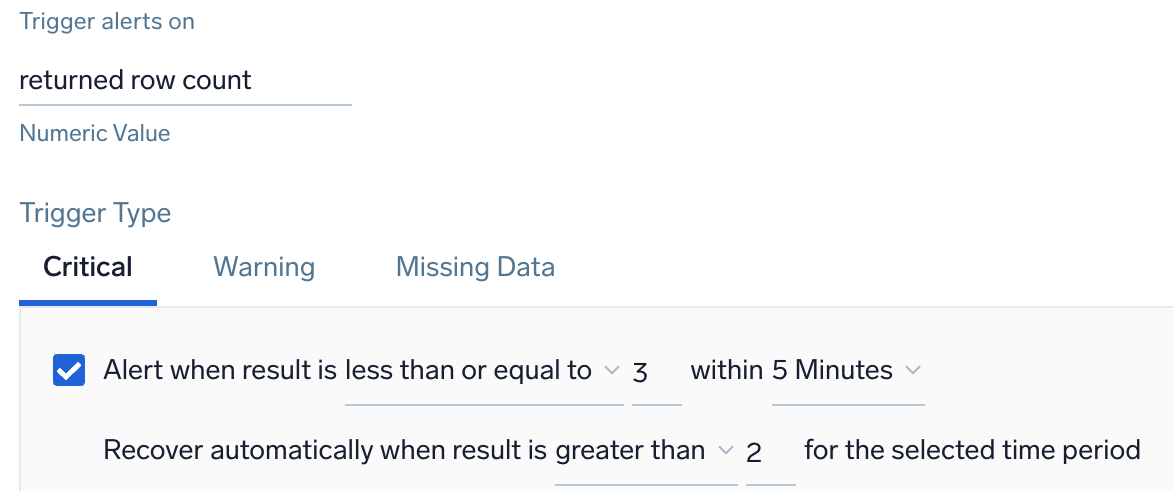 Trigger alerts on
returned row count
Numeric Value
Trigger Type
Critical Warning Missing Data
Alert when result is less than or equal to 3 within 5 Minutes
Recover automatically when result is greater than 2 for the selected time period